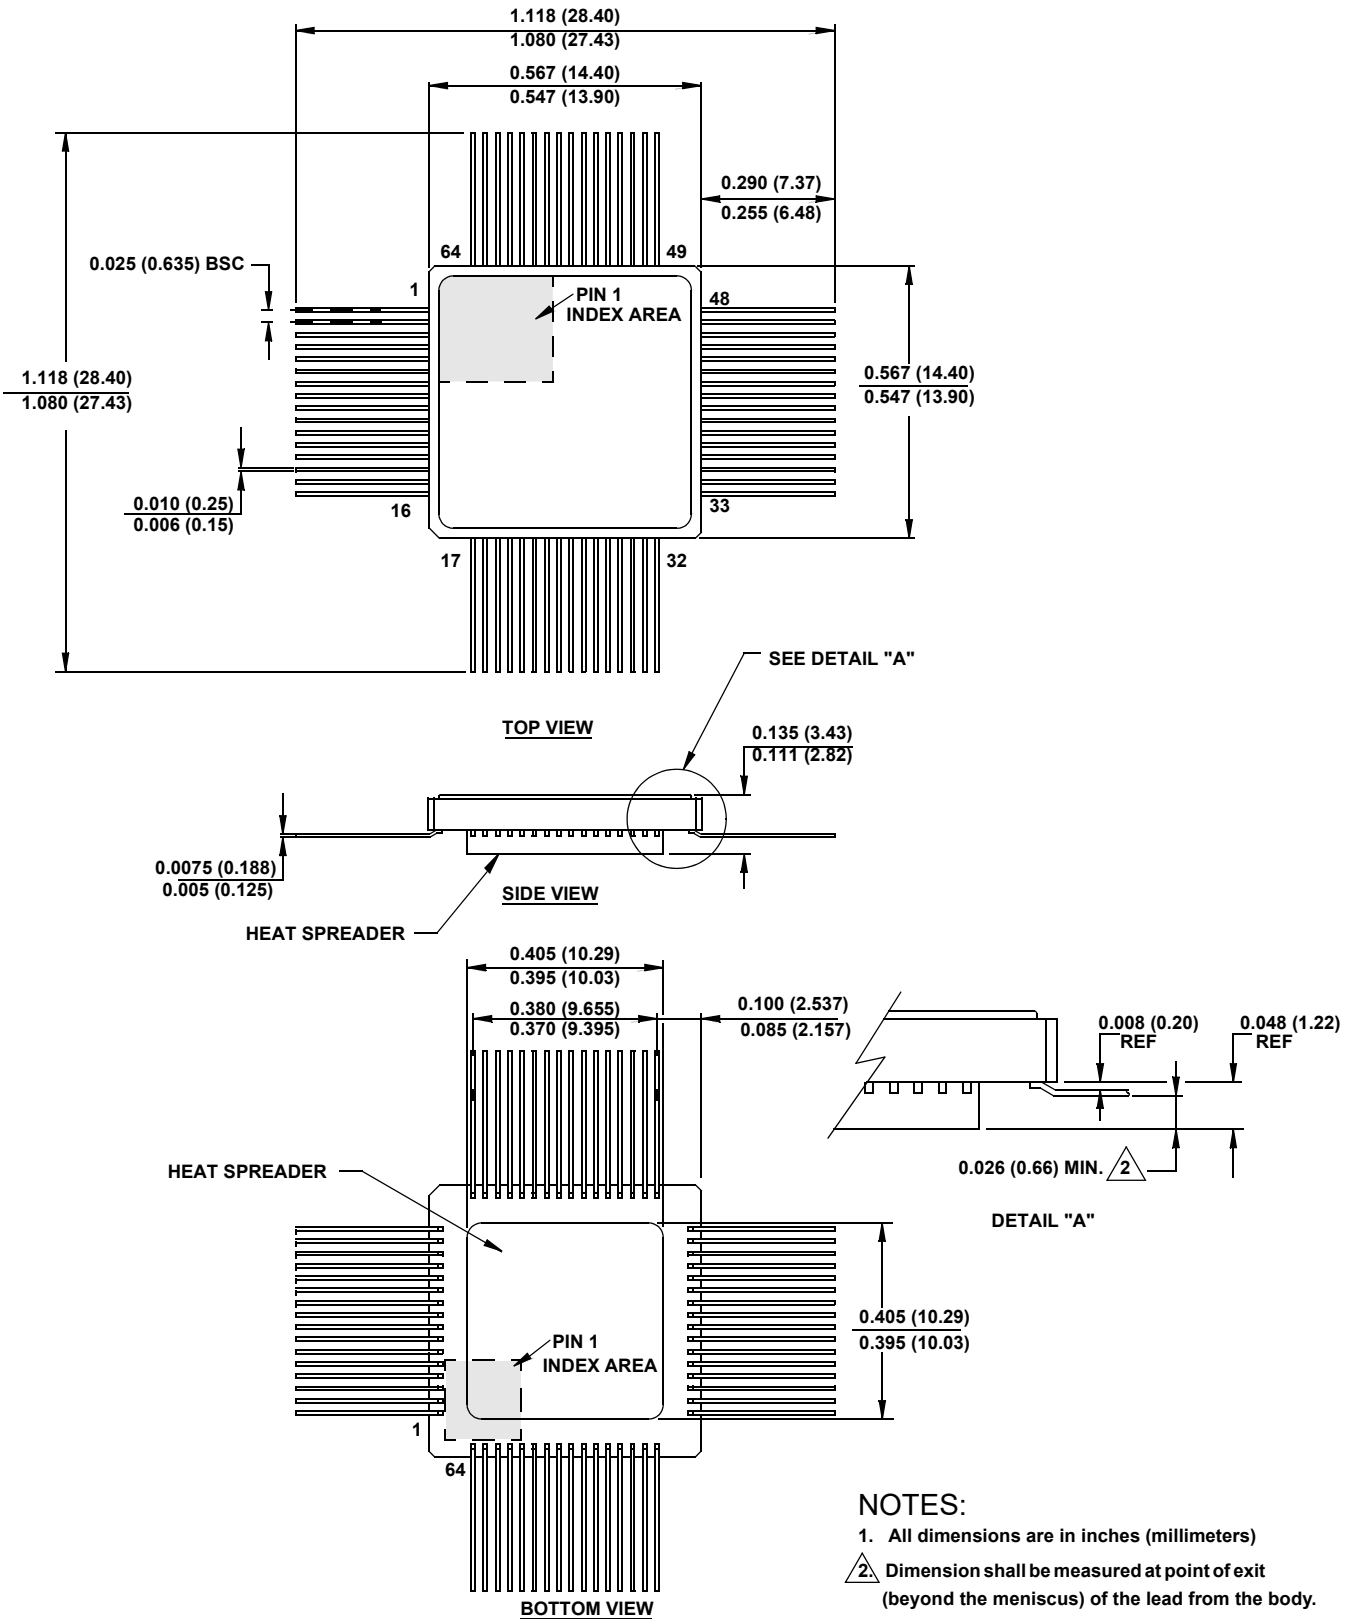 1.118 (28.40)
1.080 (27.43)
0.567 (14.40)
0.547 (13.90)
0.290 (7.37)
0.255 (6.48)
64
49
0.025 (0.635) BSC
1
PIN 1
INDEX AREA
48
1.118 (28.40)
1.080 (27.43)
0.567 (14.40)
0.547 (13.90)
0.010 (0.25)
0.006 (0.15)
16
33
17
32
SEE DETAIL "A"
TOP VIEW
0.135 (3.43)
0.111 (2.82)
0.0075 (0.188)
0.005 (0.125)
SIDE VIEW
HEAT SPREADER
0.405 (10.29)
0.395 (10.03)
0.380 (9.655)
0.370 (9.395)
0.100 (2.537)
0.085 (2.157)
0.008 (0.20)
REF
0.048 (1.22)
REF
0.026 (0.66) MIN. 2
DETAIL "A"
HEAT SPREADER
0.405 (10.29)
0.395 (10.03)
PIN 1
INDEX AREA
1
64
BOTTOM VIEW
NOTES:
1. All dimensions are in inches (millimeters)
2. Dimension shall be measured at point of exit
(beyond the meniscus) of the lead from the body.